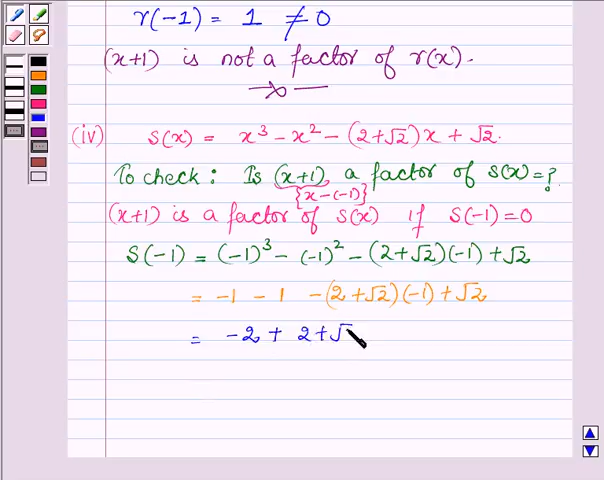 r(-1) = 1 ≠ 0
(x+1) is not a factor of r(x).
(iv) S(x) = x³ - x² - (2+√2)x + √2.
To check : Is (x+1) a factor of S(x)=?
{x-(-1)}
(x+1) is a factor of S(x) if S(-1)=0
S(-1) = (-1)³ - (-1)² - (2+√2)(-1) + √2
= -1 - 1 - (2+√2)(-1) + √2
= -2 + 2+√